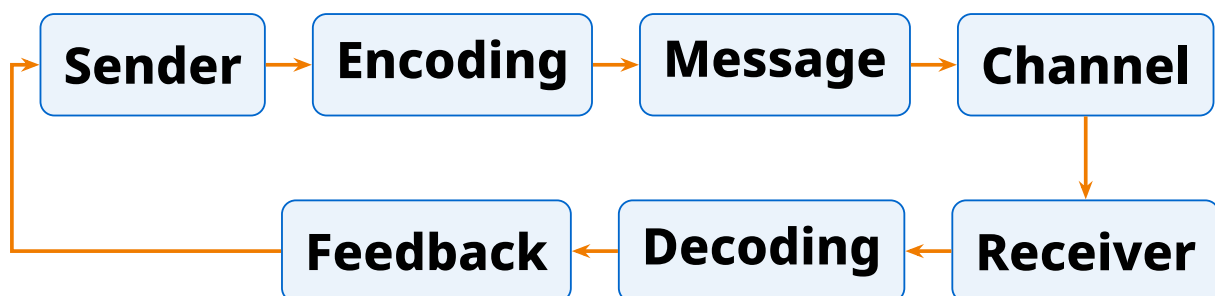 Sender
Encoding
Message
Channel
Receiver
Decoding
Feedback